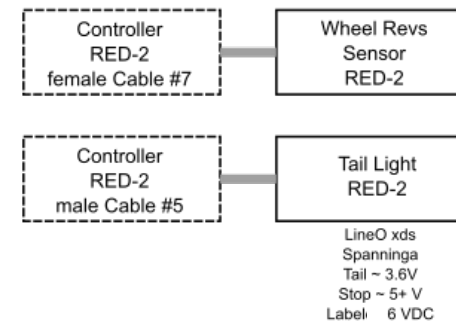 Controller
RED-2
female Cable #7
Wheel Revs
Sensor
RED-2
Controller
RED-2
male Cable #5
Tail Light
RED-2
LineO xds
Spanninga
Tail ~ 3.6V
Stop ~ 5+ V
Label 6 VDC